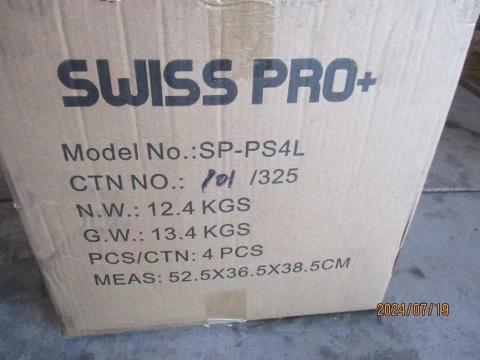 SWISS PRO+
Model No.:SP-PS4L
CTN NO.: 101 /325
N.W.: 12.4 KGS
G.W.: 13.4 KGS
PCS/CTN: 4 PCS
MEAS: 52.5X36.5X38.5CM
2024/07/19